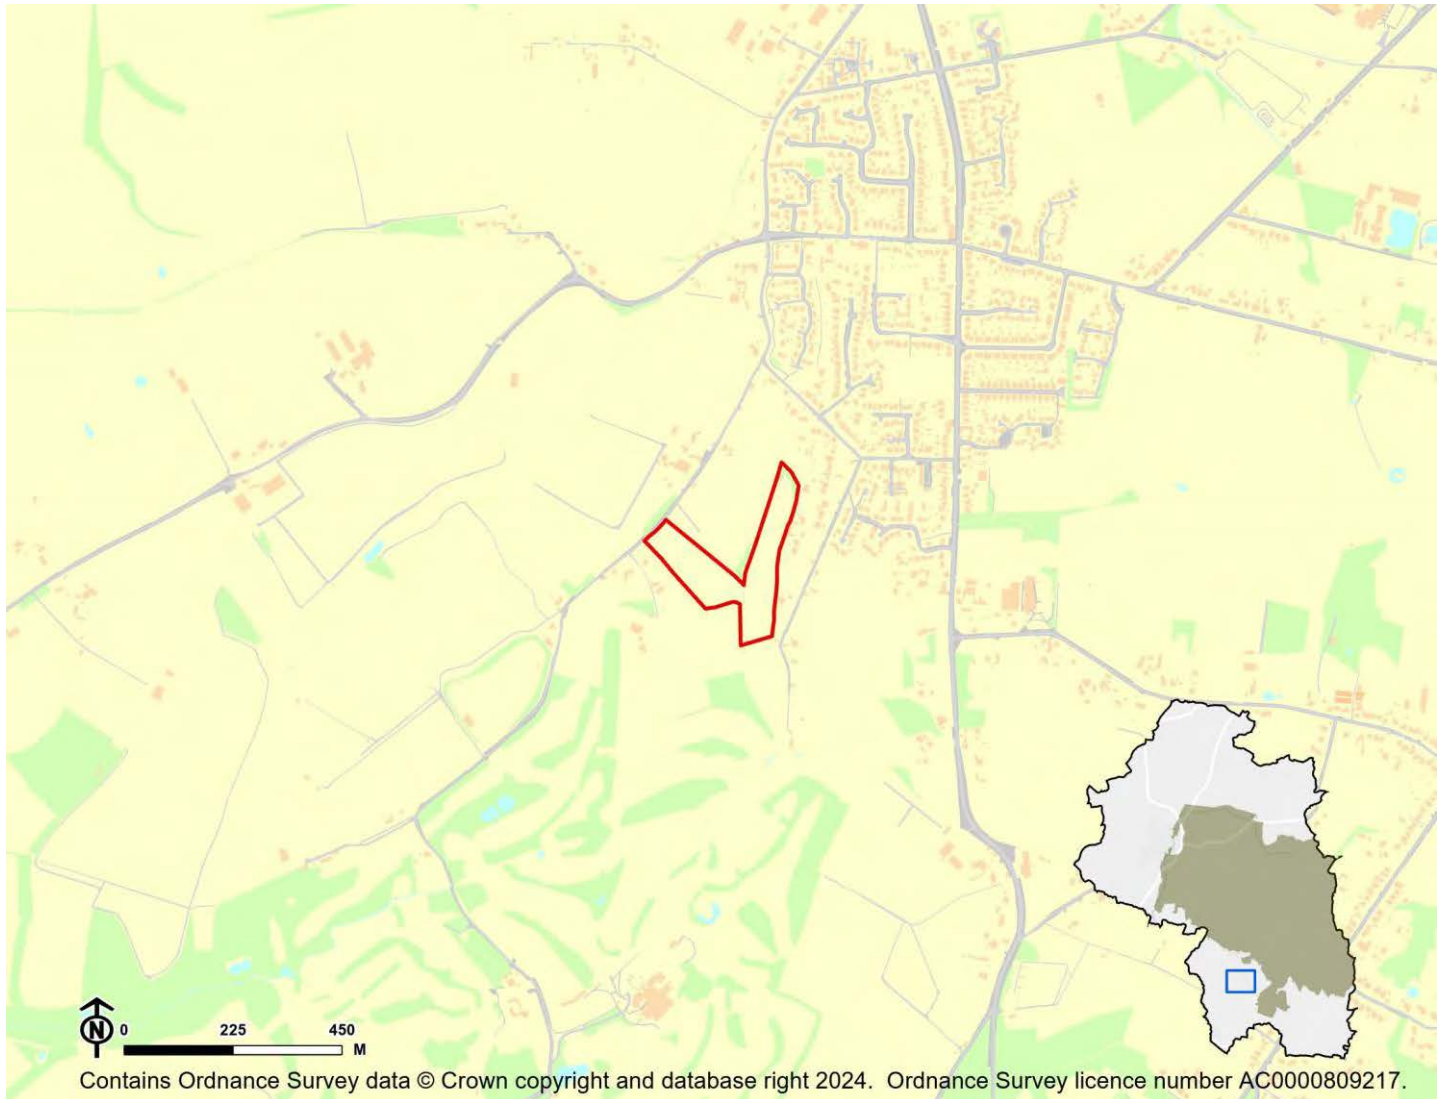 N
0 225 450
M
Contains Ordnance Survey data © Crown copyright and database right 2024. Ordnance Survey licence number AC0000809217.